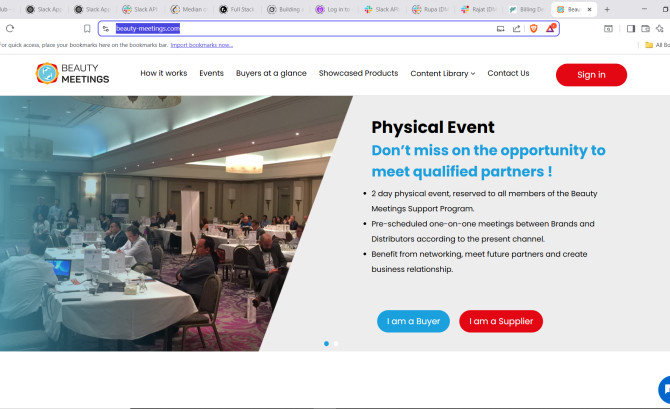 Slack Ap
Slack Ap
Slack API
Median
Full Stack
Building
Log in to
Slack API
Rupa (DM
Rajat (DM
Billing De
Beau
beauty-meetings.com
For quick access, place your bookmarks here on the bookmarks bar. Import bookmarks now...
All Bo
BEAUTY
MEETINGS
How it works
Events
Buyers at a glance
Showcased Products
Content Library
Contact Us
Sign in
Physical Event
Don't miss on the opportunity to
meet qualified partners !
2 day physical event, reserved to all members of the Beauty
Meetings Support Program.
Pre-scheduled one-on-one meetings between Brands and
Distributors according to the present channel.
Benefit from networking, meet future partners and create
business relationship.
I am a Buyer
I am a Supplier